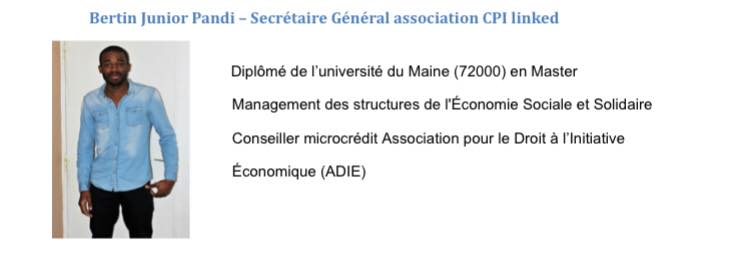 Bertin Junior Pandi – Secrétaire Général association CPI linked
Diplômé de l'université du Maine (72000) en Master
Management des structures de l'Économie Sociale et Solidaire
Conseiller microcrédit Association pour le Droit à l'Initiative
Économique (ADIE)